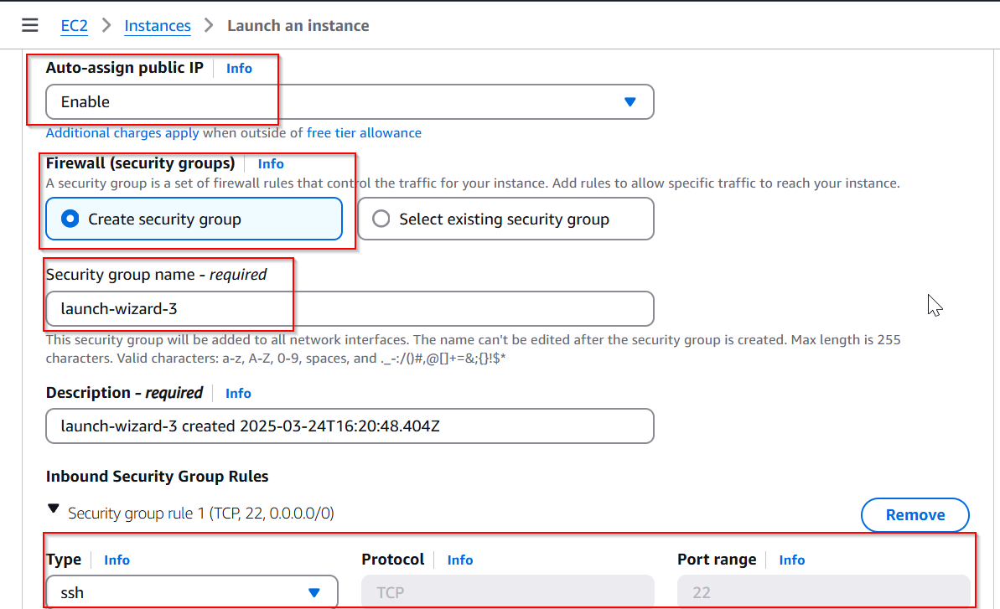 EC2 > Instances > Launch an instance
Auto-assign public IP | Info
Enable
Additional charges apply when outside of free tier allowance
Firewall (security groups) | Info
A security group is a set of firewall rules that control the traffic for your instance. Add rules to allow specific traffic to reach your instance.
Create security group Select existing security group
Security group name - required
launch-wizard-3
This security group will be added to all network interfaces. The name can't be edited after the security group is created. Max length is 255
characters. Valid characters: a-z, A-Z, 0-9, spaces, and ._-:/()#,@[]+=&;{}!$*
Description - required | Info
launch-wizard-3 created 2025-03-24T16:20:48.404Z
Inbound Security Group Rules
Security group rule 1 (TCP, 22, 0.0.0.0/0) Remove
Type | Info Protocol | Info Port range | Info
ssh TCP 22